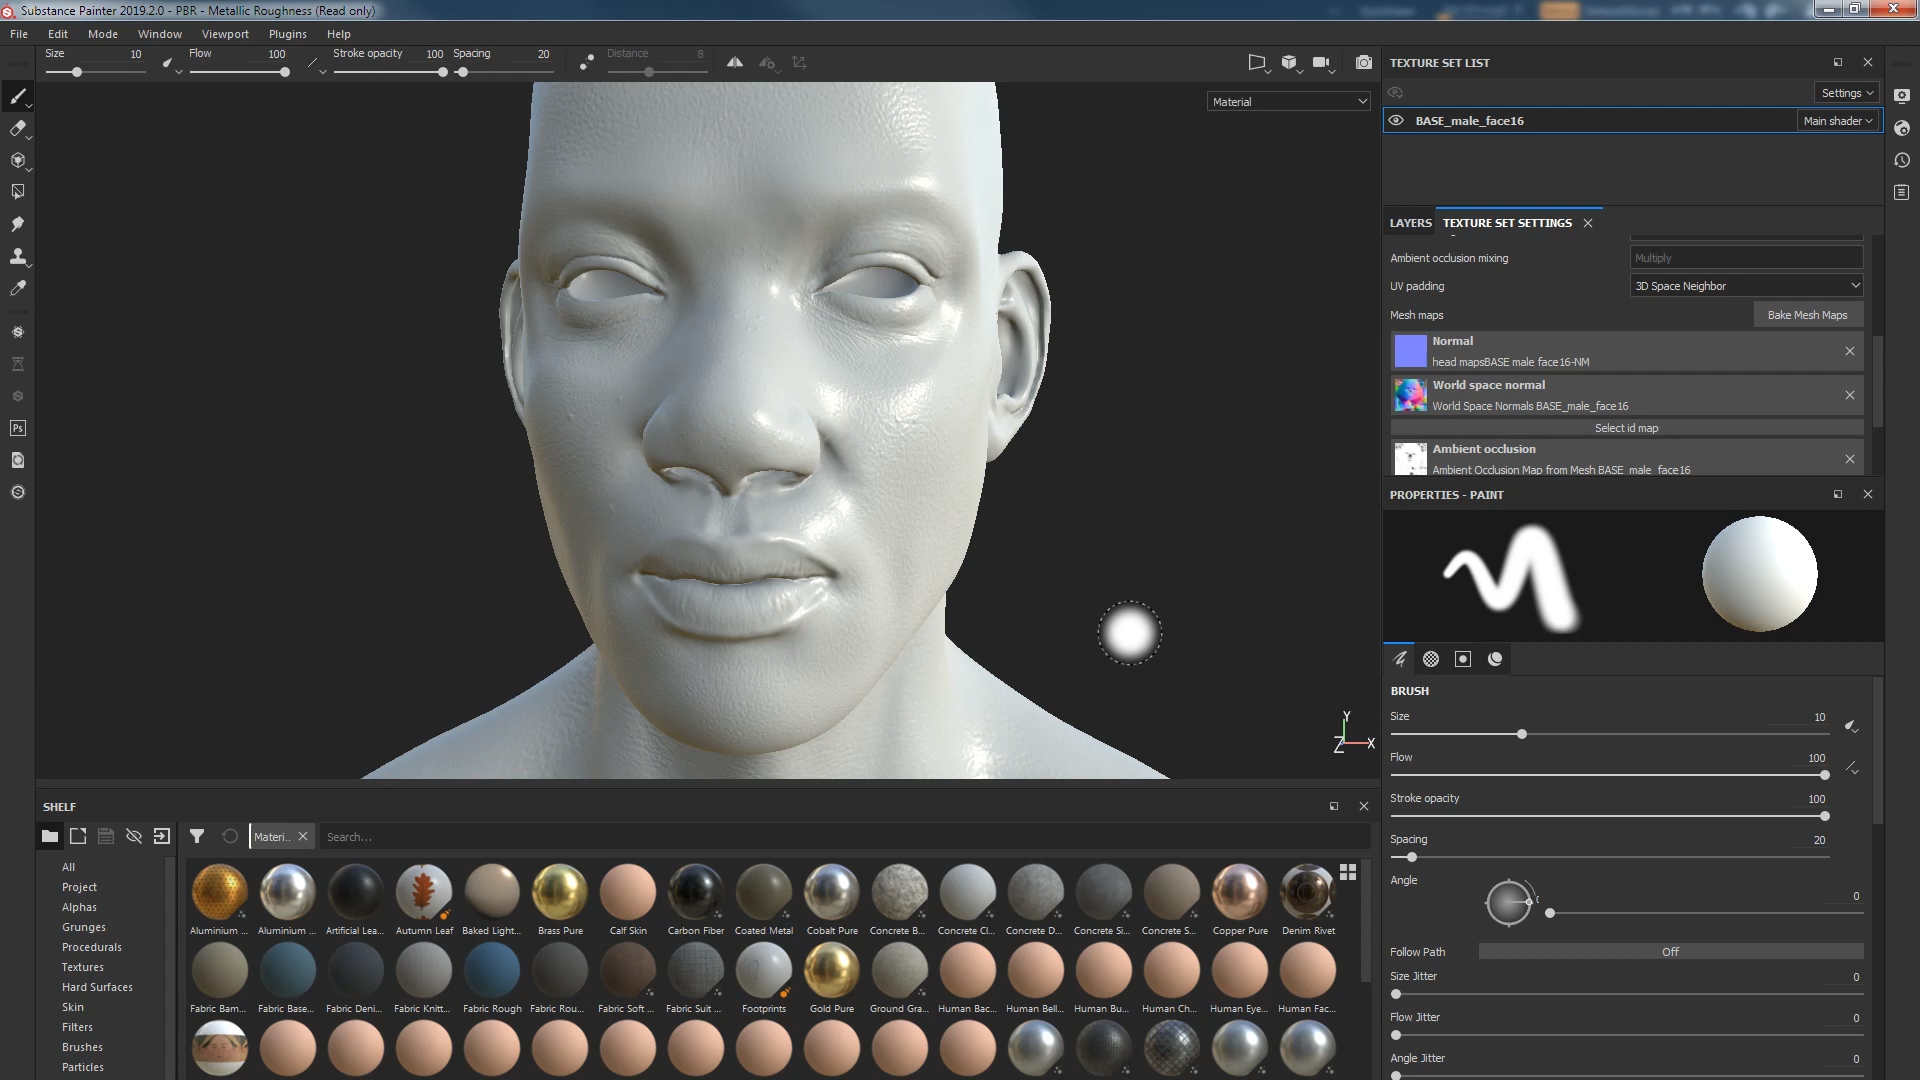 Substance Painter 2019.2.0 - PBR - Metallic Roughness (Read only)
File Edit Mode Window Viewport Plugins Help
Size 10 Flow 100 Stroke opacity 100 Spacing 20 Distance 8
Material
TEXTURE SET LIST
Settings
BASE_male_face16 Main shader
LAYERS TEXTURE SET SETTINGS
Ambient occlusion mixing Multiply
UV padding 3D Space Neighbor
Mesh maps Bake Mesh Maps
Normal
head mapsBASE male face16-NM
World space normal
World Space Normals BASE_male_face16
Select id map
Ambient occlusion
Ambient Occlusion Map from Mesh BASE male face16
PROPERTIES - PAINT
BRUSH
Size 10
Flow 100
Stroke opacity 100
Spacing 20
Angle 0
Follow Path Off
Size Jitter 0
Flow Jitter 0
Angle Jitter 0
Y
Z X
Ps
SHELF
Materi.. Search...
All
Project
Alphas
Grunges
Procedurals
Textures
Hard Surfaces
Skin
Filters
Brushes
Particles
Aluminium ... Aluminium ... Artificial Lea... Autumn Leaf Baked Light... Brass Pure Calf Skin Carbon Fiber Coated Metal Cobalt Pure Concrete B... Concrete Cl... Concrete D... Concrete Si... Concrete S... Copper Pure Denim Rivet
Fabric Bam... Fabric Base... Fabric Deni... Fabric Knitt... Fabric Rough Fabric Rou... Fabric Soft ... Fabric Suit ... Footprints Gold Pure Ground Gra... Human Bac... Human Bell... Human Bu... Human Ch... Human Eye... Human Fac...